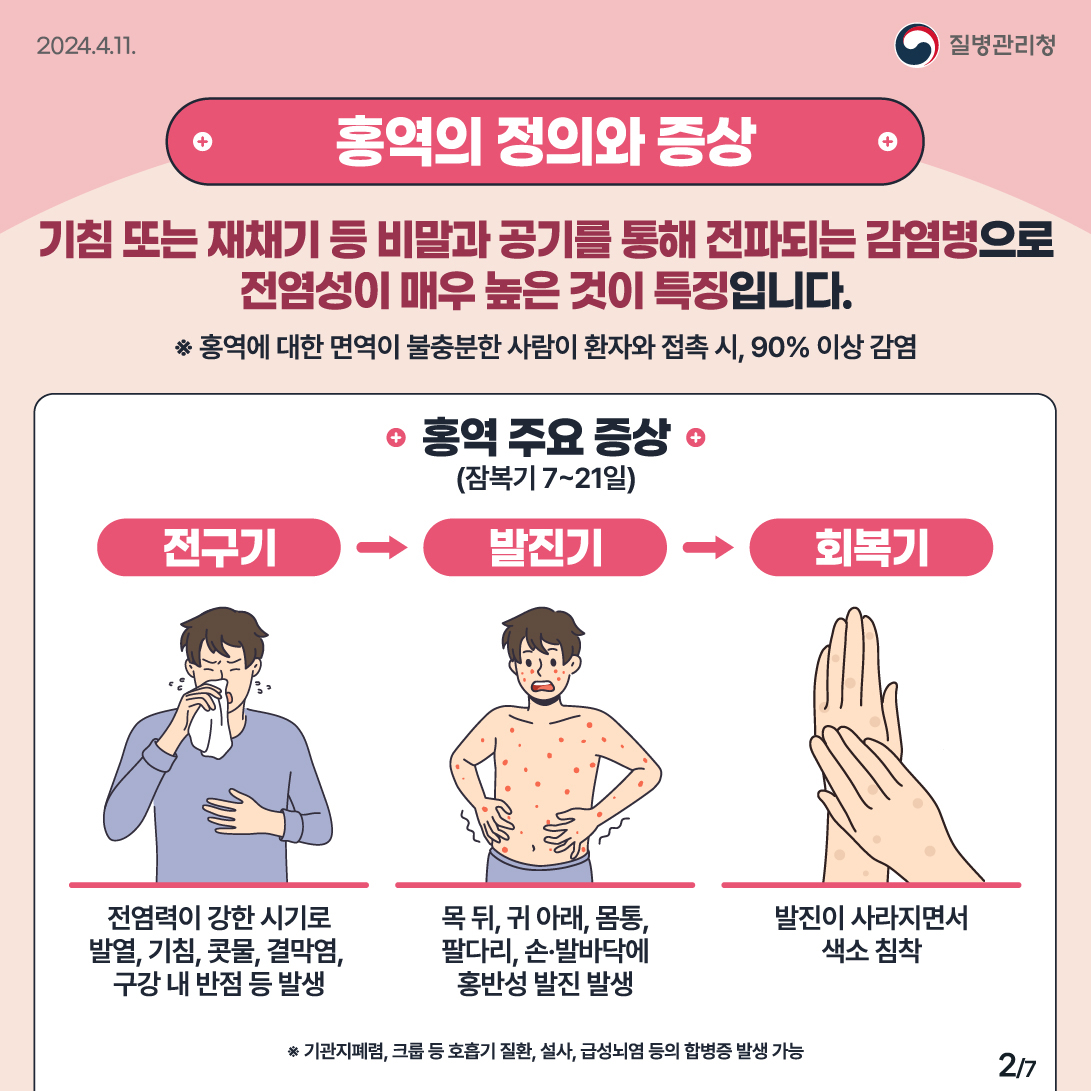 2024.4.11.
질병관리청
홍역의 정의와 증상
기침 또는 재채기 등 비말과 공기를 통해 전파되는 감염병으로
전염성이 매우 높은 것이 특징입니다.
※ 홍역에 대한 면역이 불충분한 사람이 환자와 접촉 시, 90% 이상 감염
홍역 주요 증상
(잠복기 7~21일)
전구기
발진기
회복기
전염력이 강한 시기로
발열, 기침, 콧물, 결막염,
구강 내 반점 등 발생
목 뒤, 귀 아래, 몸통,
팔다리, 손·발바닥에
홍반성 발진 발생
발진이 사라지면서
색소 침착
※ 기관지폐렴, 크룹 등 호흡기 질환, 설사, 급성뇌염 등의 합병증 발생 가능
2/7